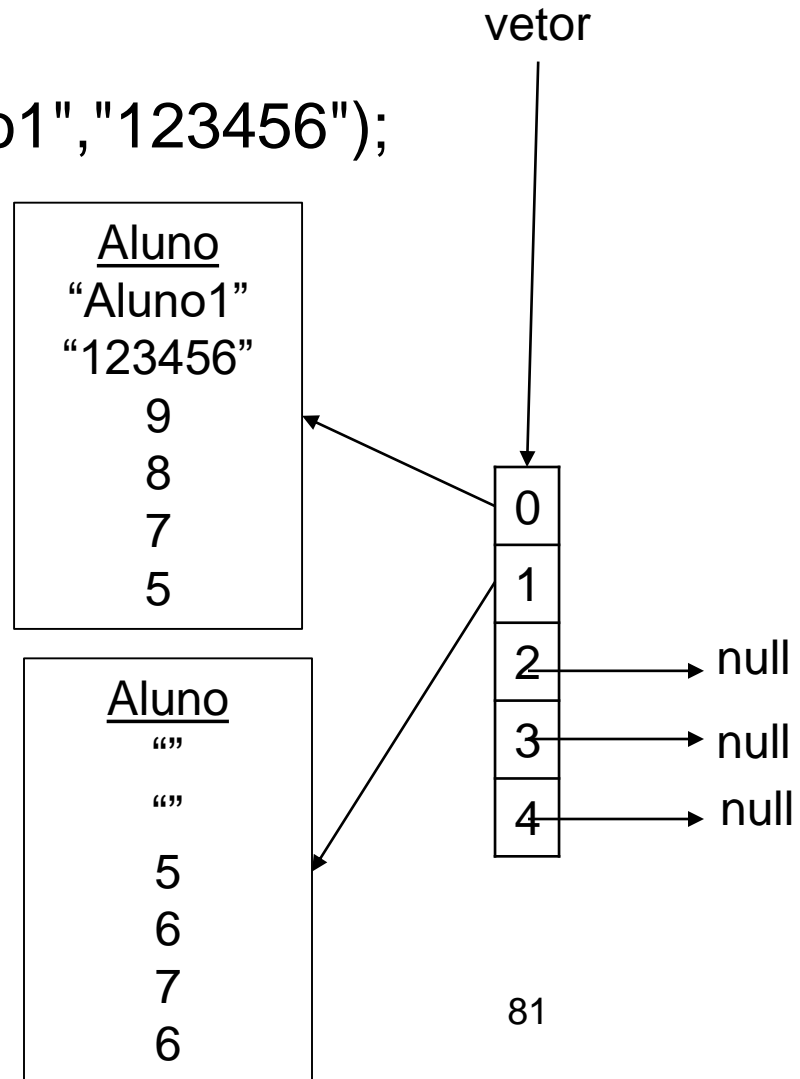 vetor
o1","123456");
Aluno
“Aluno1”
“123456”
9
8
7
5
0
1
2
3
4
null
null
null
Aluno
“”
“”
5
6
7
6
81